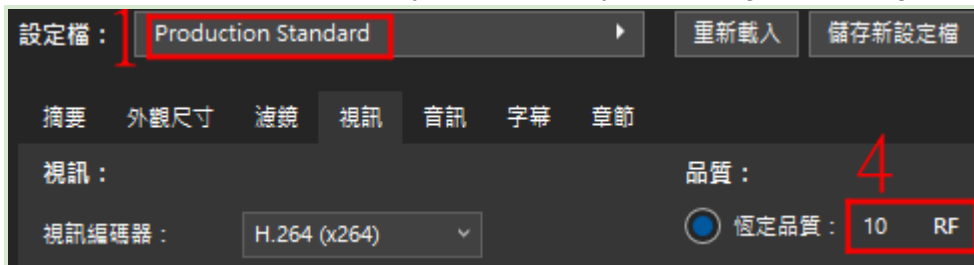 設定檔： 1 Production Standard 重新載入 儲存新設定檔
摘要 外觀尺寸 濾鏡 視訊 音訊 字幕 章節
視訊： 品質： 4
視訊編碼器： H.264 (x264) 恆定品質： 10 RF